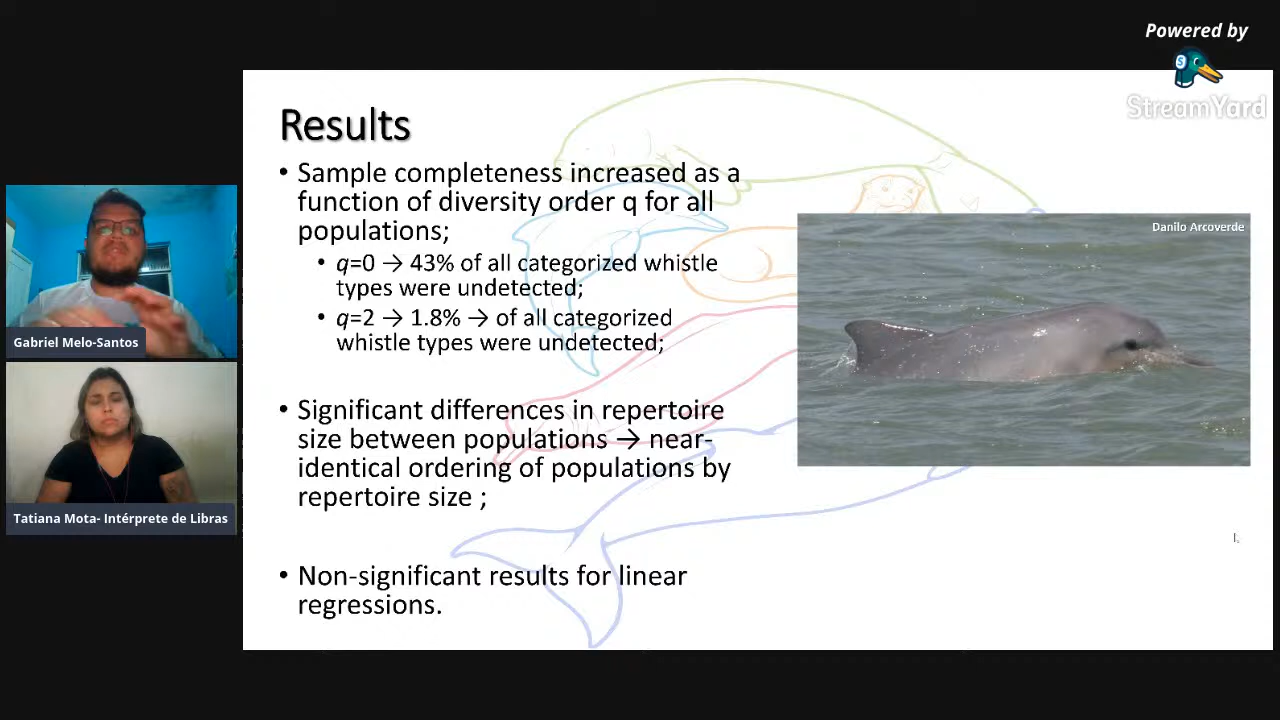 Powered by
StreamYard
Results
• Sample completeness increased as a
function of diversity order q for all
populations;
• q=0 → 43% of all categorized whistle
types were undetected;
• q=2 → 1.8% → of all categorized
whistle types were undetected;
• Significant differences in repertoire
size between populations → near-
identical ordering of populations by
repertoire size ;
• Non-significant results for linear
regressions.
Danilo Arcoverde
Gabriel Melo-Santos
Tatiana Mota- Intérprete de Libras